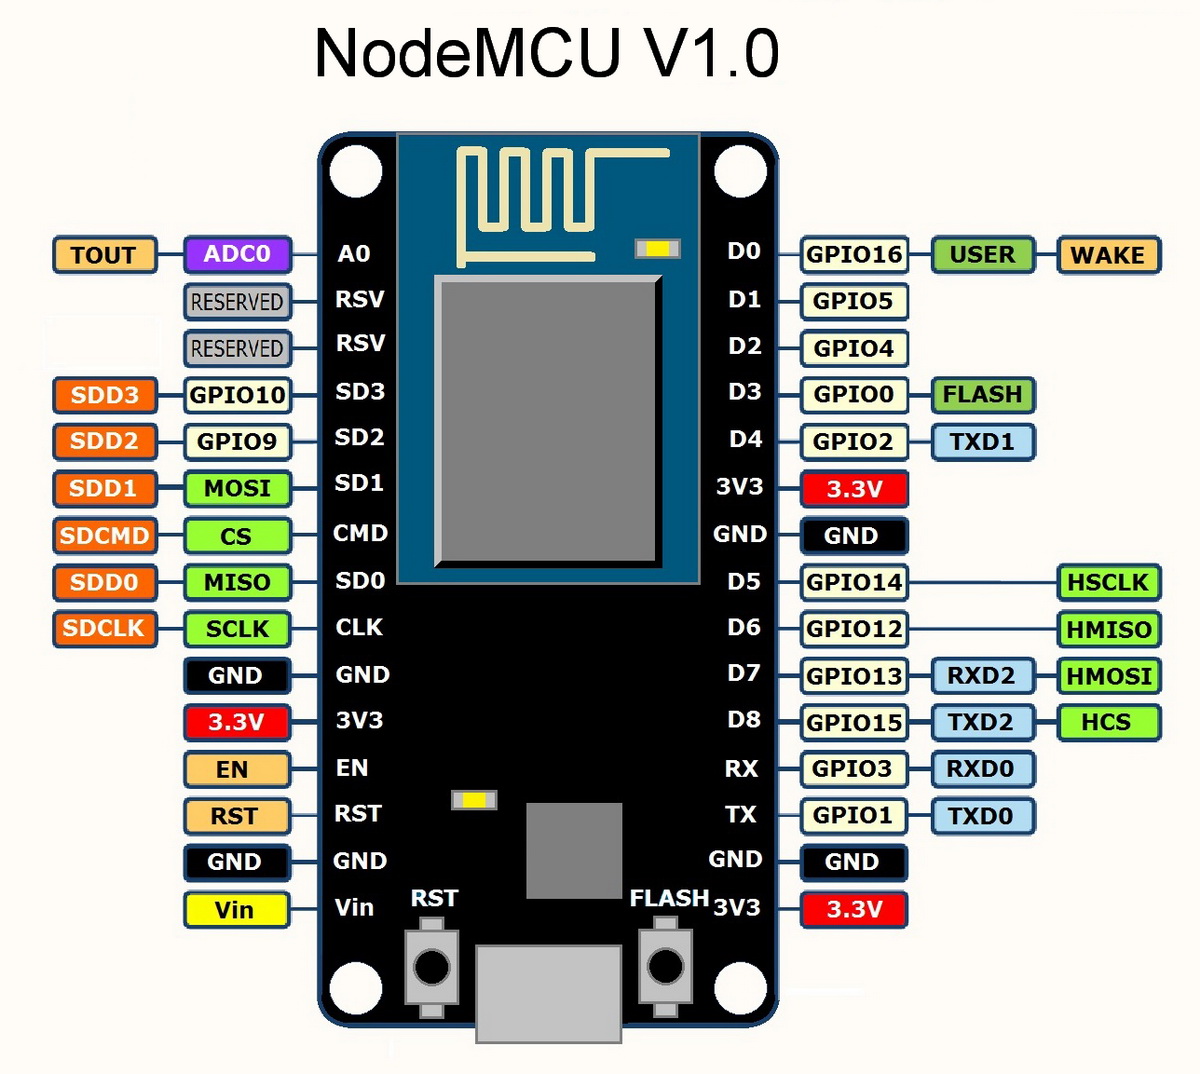 NodeMCU V1.0
TOUT ADC0 A0 D0 GPIO16 USER WAKE
RESERVED RSV D1 GPIO5
RESERVED RSV D2 GPIO4
SDD3 GPIO10 SD3 D3 GPIO0 FLASH
SDD2 GPIO9 SD2 D4 GPIO2 TXD1
SDD1 MOSI SD1 3V3 3.3V
SDCMD CS CMD GND GND
SDD0 MISO SD0 D5 GPIO14 HSCLK
SDCLK SCLK CLK D6 GPIO12 HMISO
GND GND D7 GPIO13 RXD2 HMOSI
3.3V 3V3 D8 GPIO15 TXD2 HCS
EN EN RX GPIO3 RXD0
RST RST TX GPIO1 TXD0
GND GND GND GND
RST FLASH
Vin Vin 3V3 3.3V